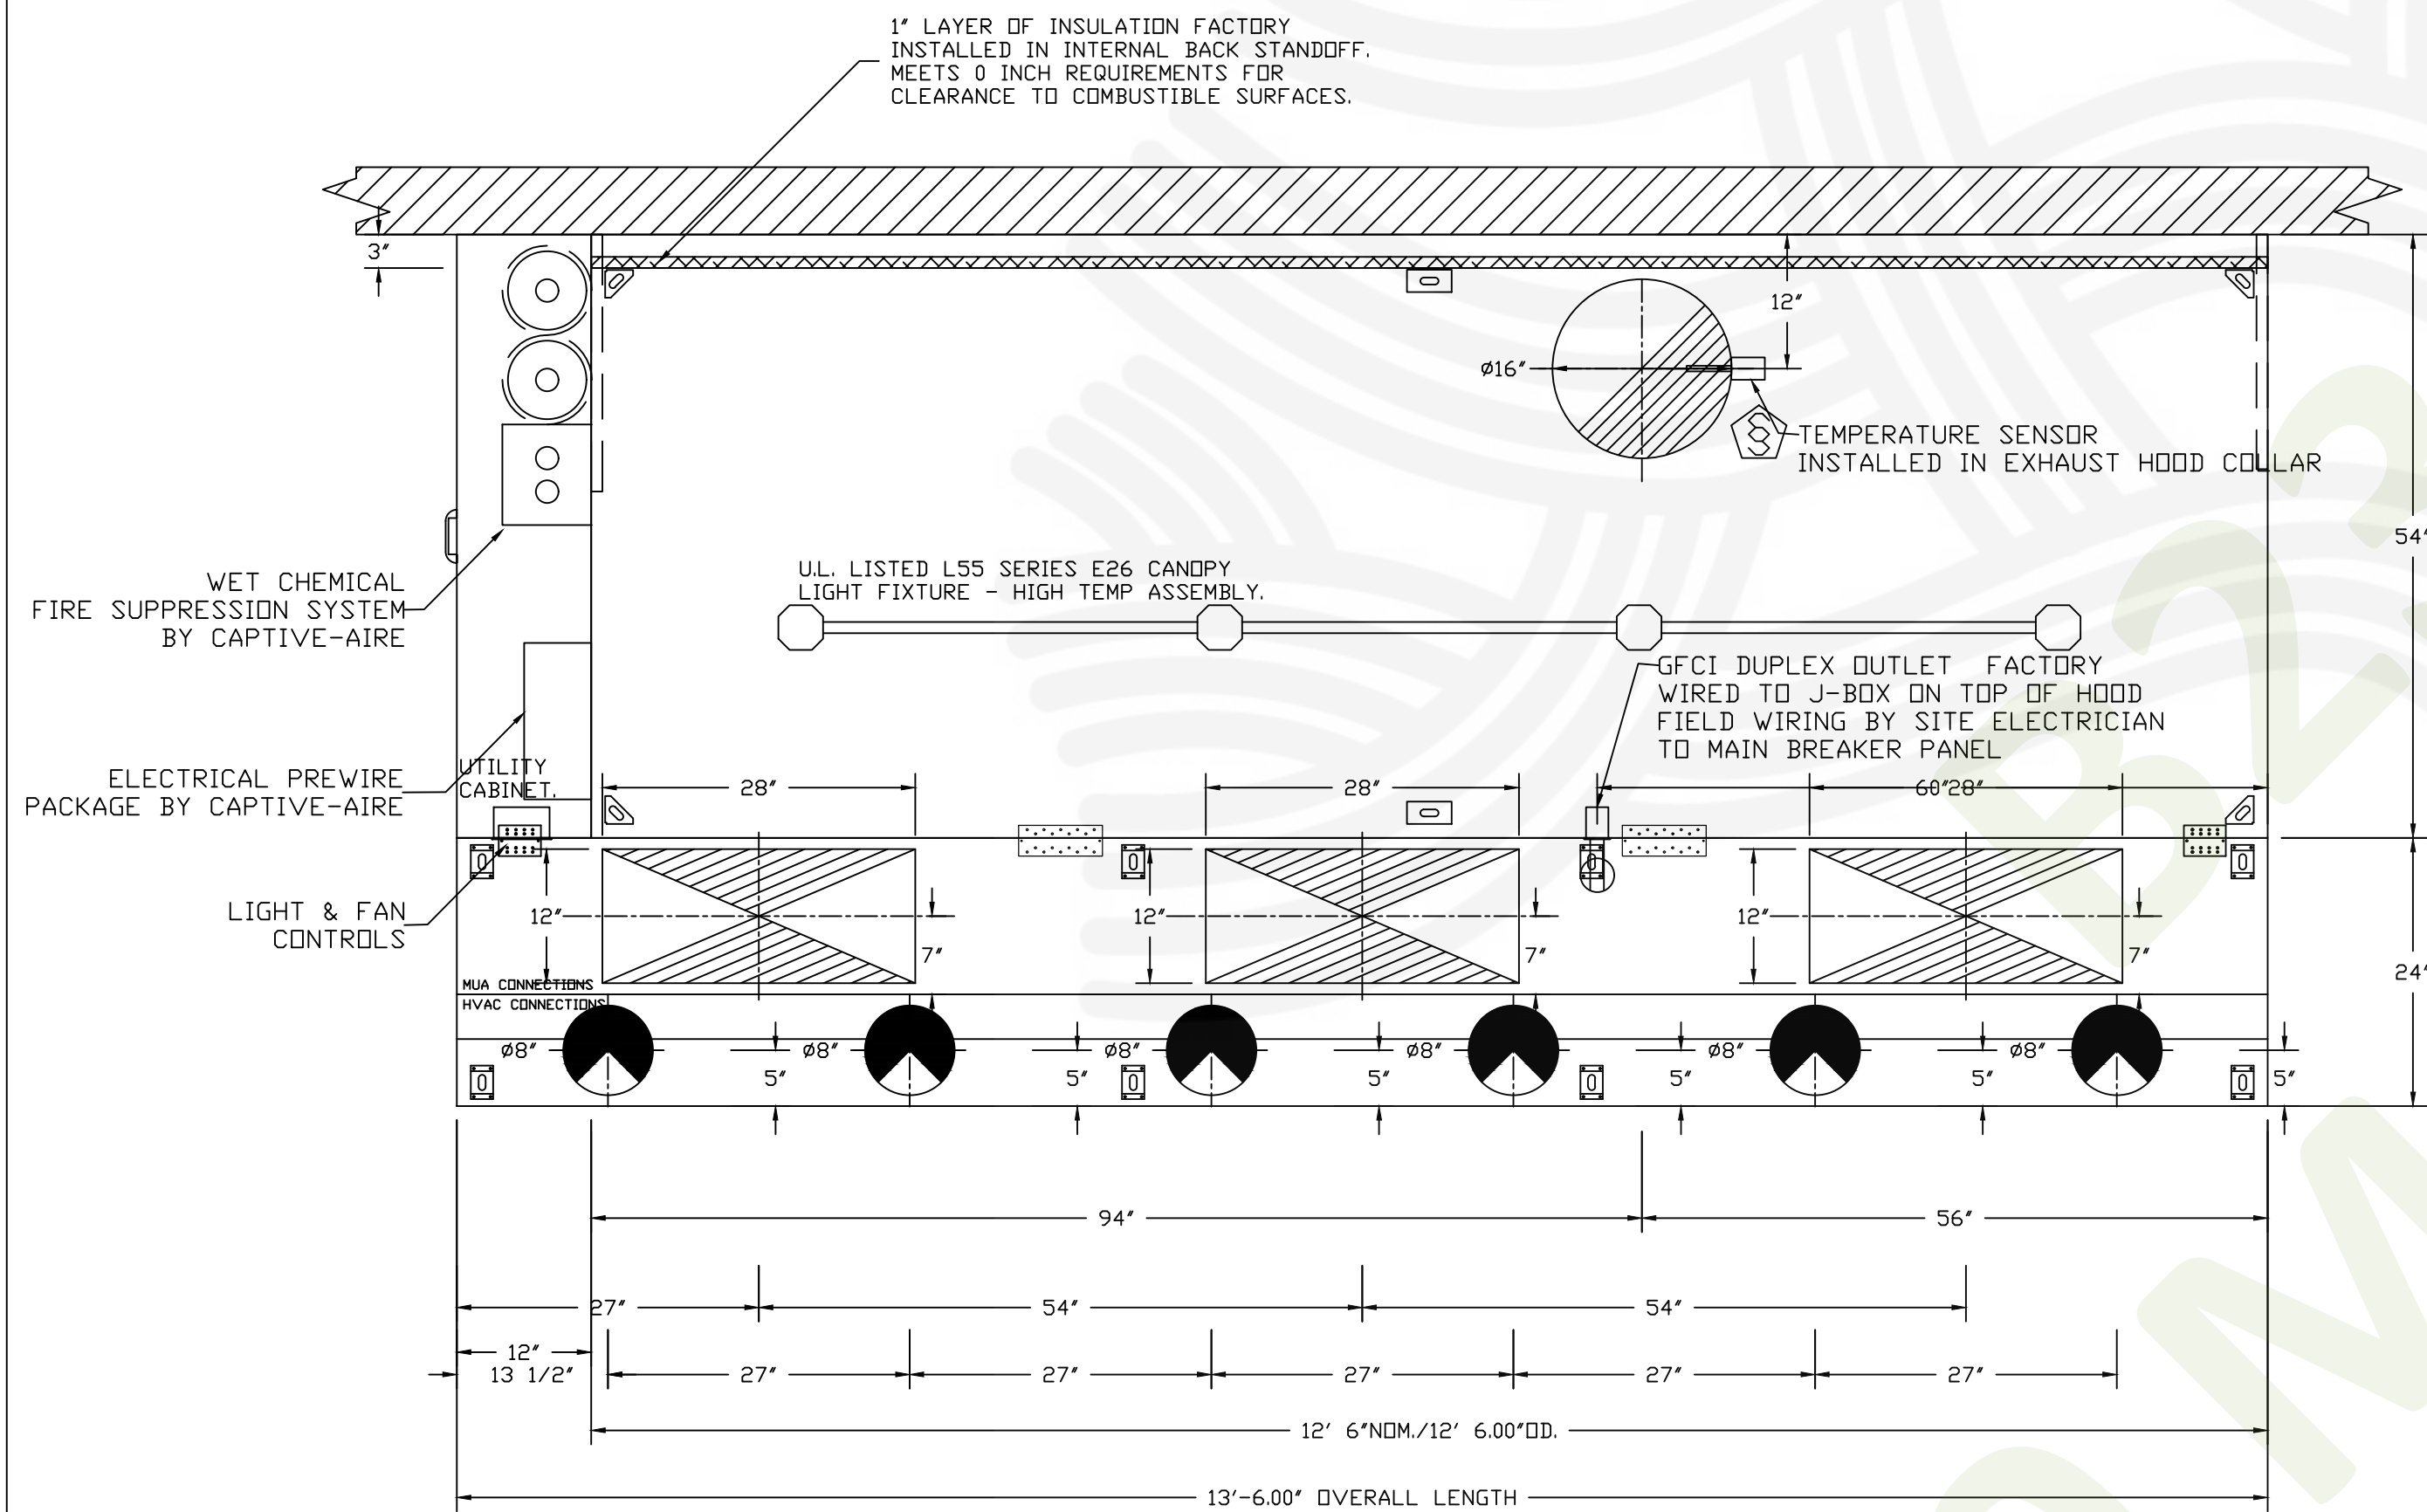 1" LAYER OF INSULATION FACTORY
INSTALLED IN INTERNAL BACK STANDOFF.
MEETS 0 INCH REQUIREMENTS FOR
CLEARANCE TO COMBUSTIBLE SURFACES.
3"
12"
ø16"
TEMPERATURE SENSOR
INSTALLED IN EXHAUST HOOD COLLAR
54"
WET CHEMICAL
FIRE SUPPRESSION SYSTEM
BY CAPTIVE-AIRE
U.L. LISTED L55 SERIES E26 CANOPY
LIGHT FIXTURE - HIGH TEMP ASSEMBLY.
GFCI DUPLEX OUTLET FACTORY
WIRED TO J-BOX ON TOP OF HOOD
FIELD WIRING BY SITE ELECTRICIAN
TO MAIN BREAKER PANEL
ELECTRICAL PREWIRE
PACKAGE BY CAPTIVE-AIRE
UTILITY
CABINET.
28"
28"
60"
28"
LIGHT & FAN
CONTROLS
12"
7"
12"
7"
12"
7"
24"
MUA CONNECTIONS
HVAC CONNECTIONS
ø8"
ø8"
ø8"
ø8"
ø8"
ø8"
5"
5"
5"
5"
5"
5"
94"
56"
27"
54"
54"
12"
13 1/2"
27"
27"
27"
27"
27"
12' 6"NOM./12' 6.00"OD.
13'-6.00" OVERALL LENGTH